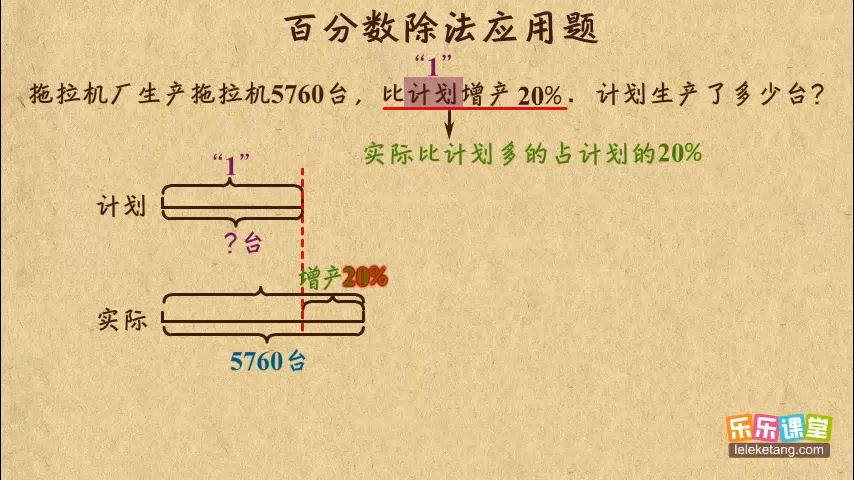 百分数除法应用题
“1”
拖拉机厂生产拖拉机5760台，比计划增产20%．计划生产了多少台？
实际比计划多的占计划的20%
“1”
计划
？台
增产20%
实际
5760台
乐乐课堂
leleketang.com